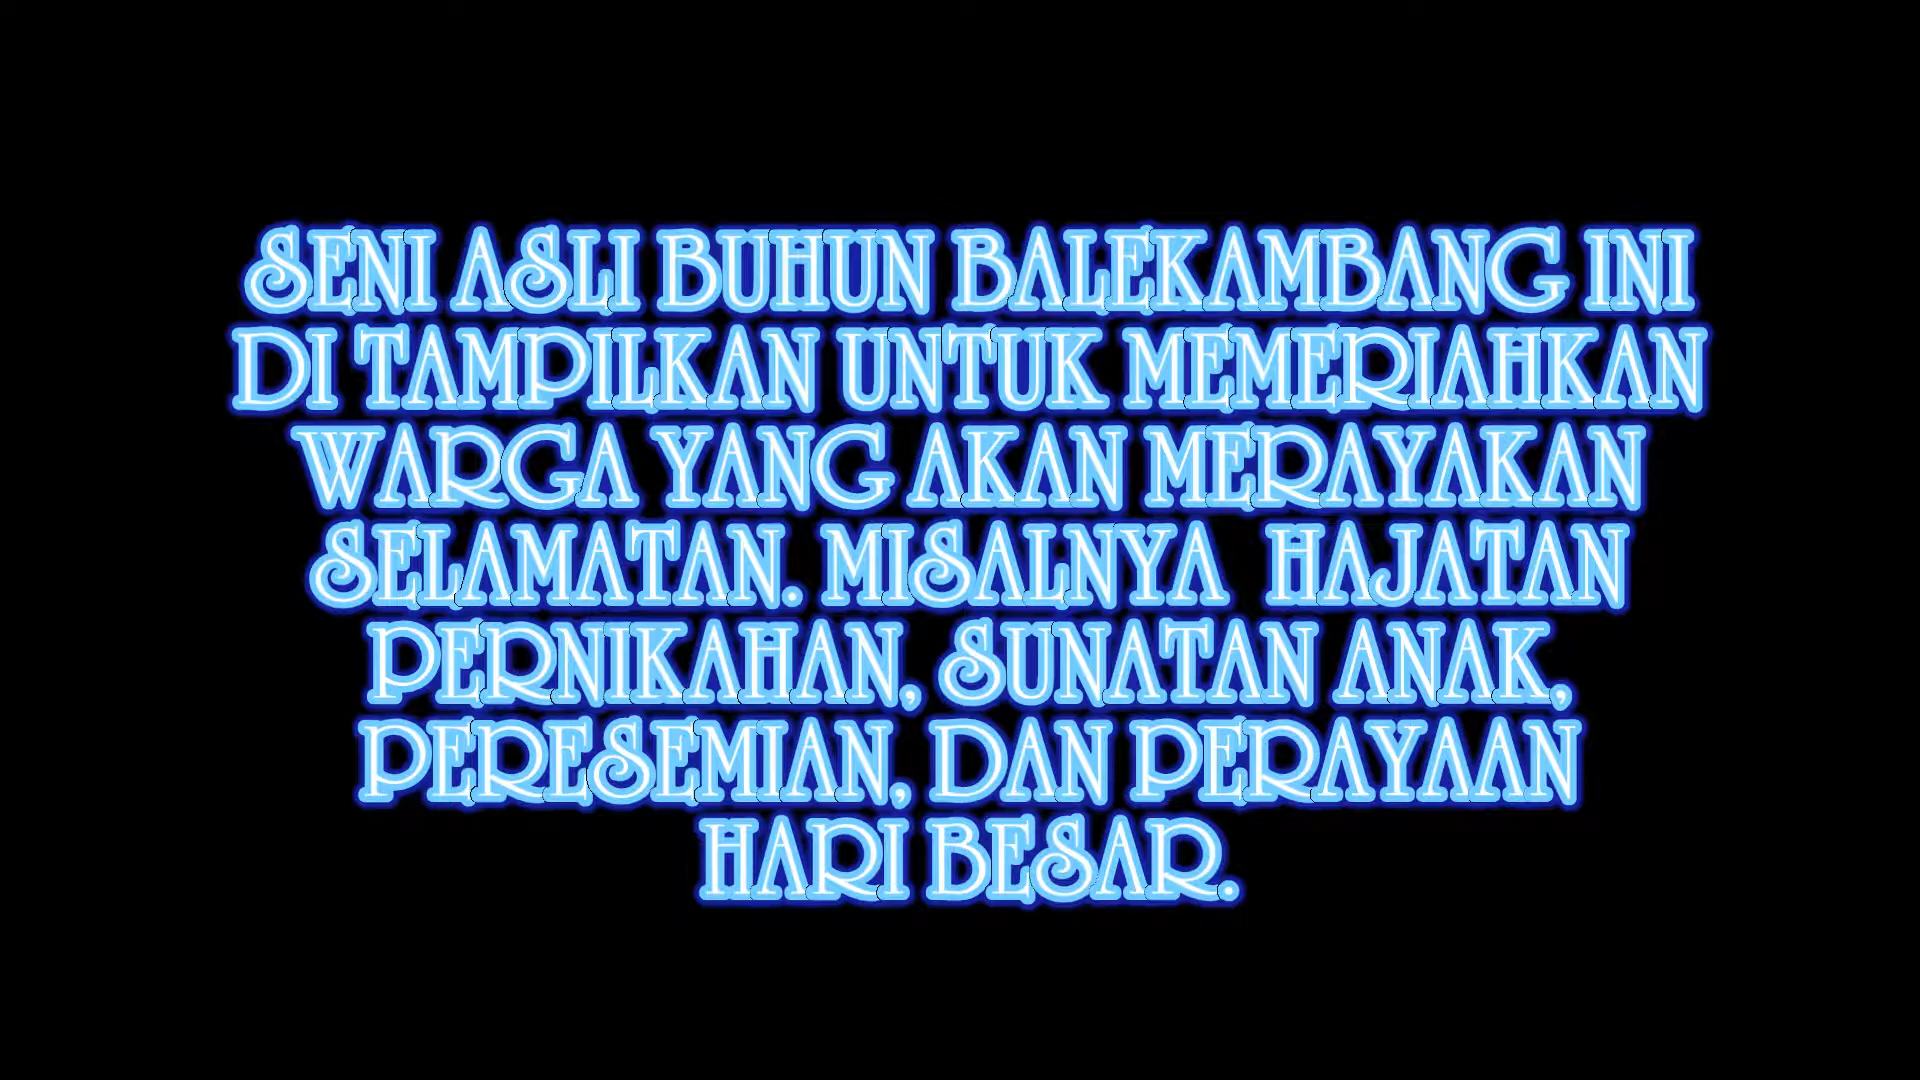 SENI ASLI BUHUN BALEKAMBANG INI
DI TAMPILKAN UNTUK MEMERIAHKAN
WARGA YANG AKAN MERAYAKAN
SELAMATAN. MISALNYA  HAJATAN
PERNIKAHAN, SUNATAN ANAK,
PERESEMIAN, DAN PERAYAAN
HARI BESAR.